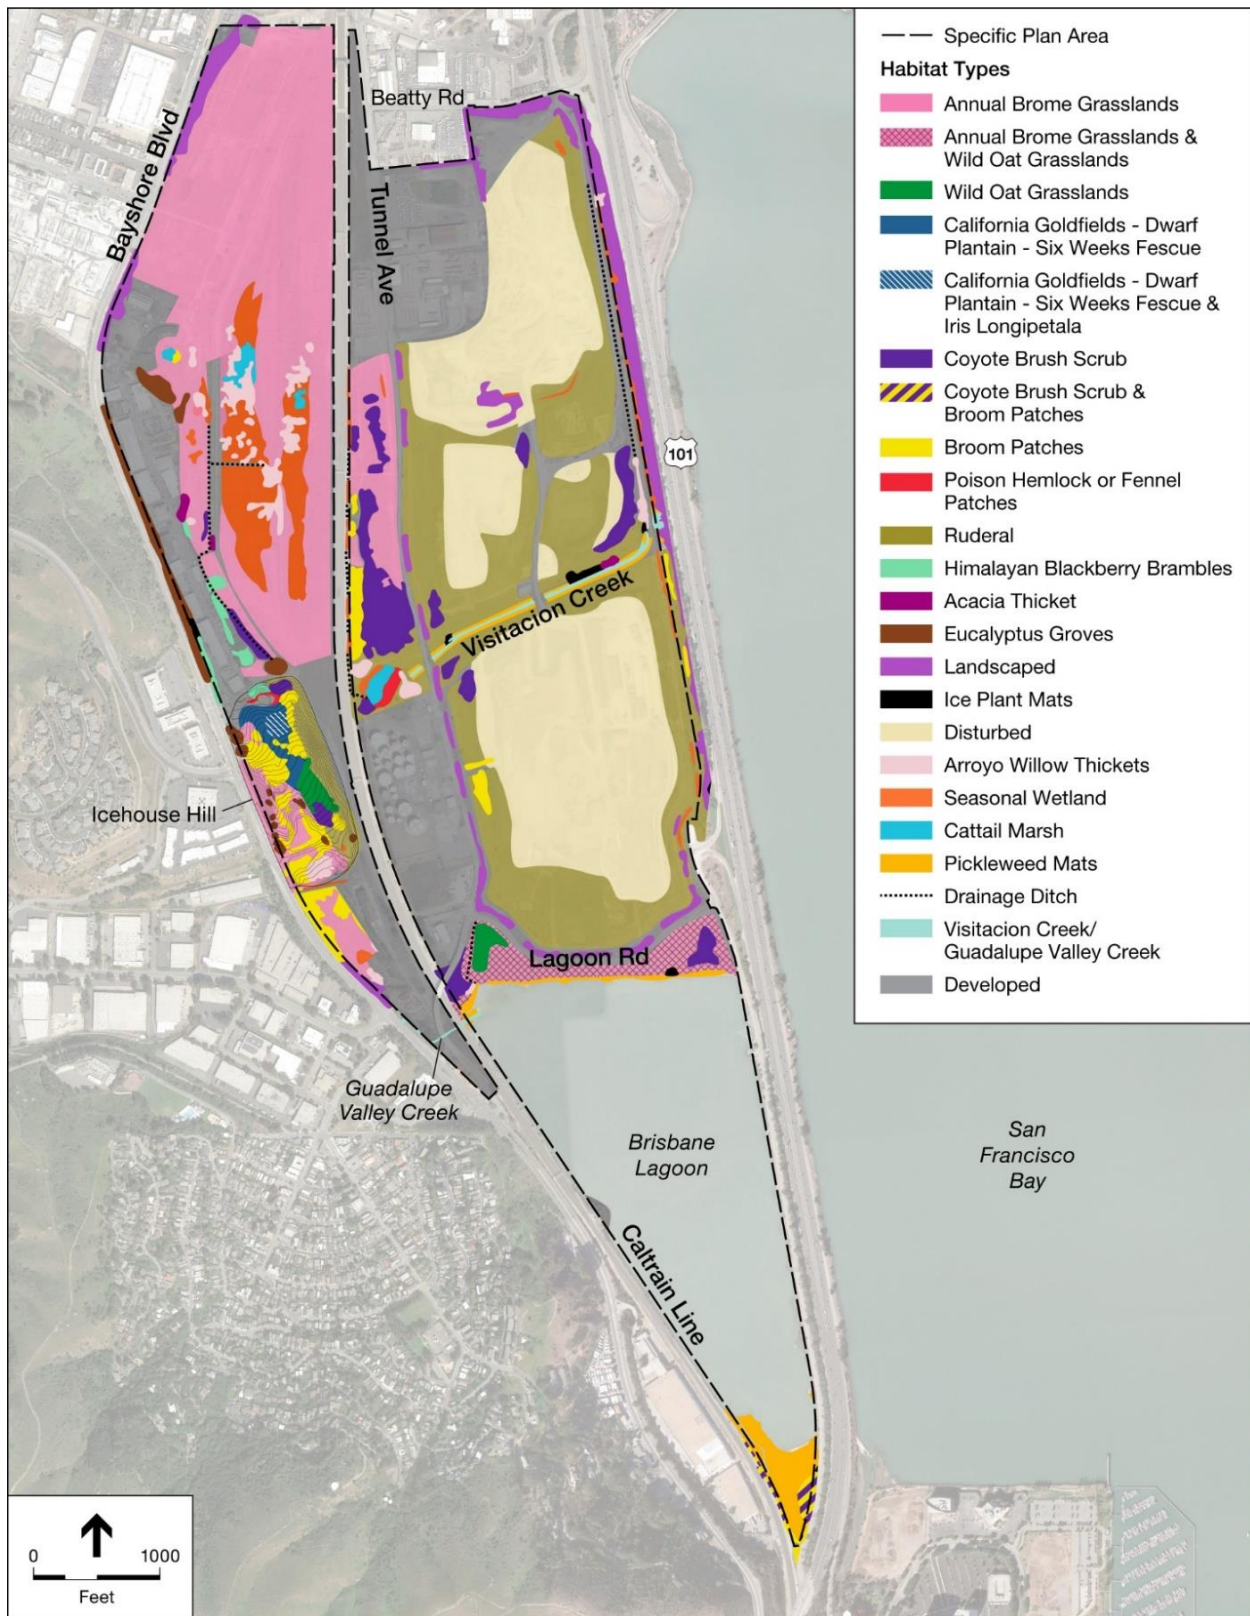 Specific Plan Area
Habitat Types
Annual Brome Grasslands
Annual Brome Grasslands &
Wild Oat Grasslands
Wild Oat Grasslands
California Goldfields - Dwarf
Plantain - Six Weeks Fescue
California Goldfields - Dwarf
Plantain - Six Weeks Fescue &
Iris Longipetala
Coyote Brush Scrub
Coyote Brush Scrub &
Broom Patches
Broom Patches
Poison Hemlock or Fennel
Patches
Ruderal
Himalayan Blackberry Brambles
Acacia Thicket
Eucalyptus Groves
Landscaped
Ice Plant Mats
Disturbed
Arroyo Willow Thickets
Seasonal Wetland
Cattail Marsh
Pickleweed Mats
Drainage Ditch
Visitacion Creek/
Guadalupe Valley Creek
Developed
Beatty Rd
Bayshore Blvd
Tunnel Ave
101
Visitacion Creek
Icehouse Hill
Lagoon Rd
Guadalupe
Valley Creek
Brisbane
Lagoon
San
Francisco
Bay
Caltrain Line
0 1000
Feet